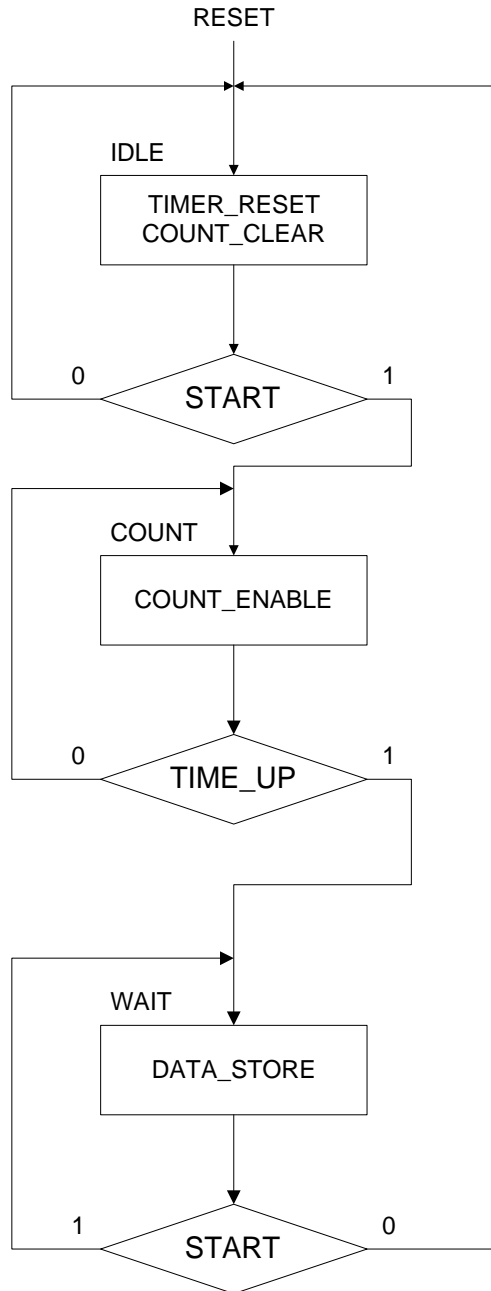 RESET
IDLE
TIMER_RESET
COUNT_CLEAR
0
1
START
COUNT
COUNT_ENABLE
0
1
TIME_UP
WAIT
DATA_STORE
1
0
START